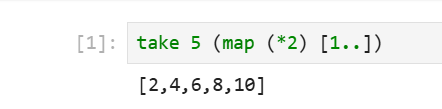 [1]: take 5 (map (*2) [1..])
[2,4,6,8,10]